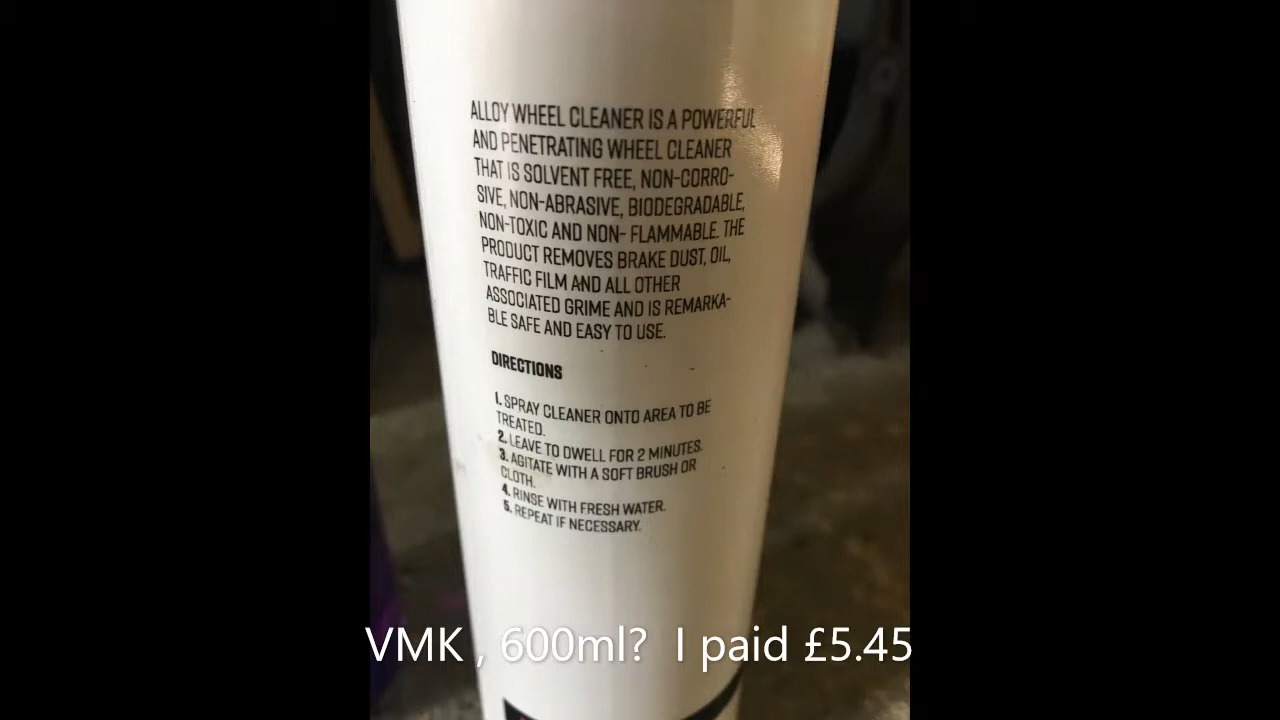 ALLOY WHEEL CLEANER IS A POWERFUL
AND PENETRATING WHEEL CLEANER
THAT IS SOLVENT FREE, NON-CORRO-
SIVE, NON-ABRASIVE, BIODEGRADABLE,
NON-TOXIC AND NON- FLAMMABLE. THE
PRODUCT REMOVES BRAKE DUST, OIL,
TRAFFIC FILM AND ALL OTHER
ASSOCIATED GRIME AND IS REMARKA-
BLE SAFE AND EASY TO USE.
DIRECTIONS
1. SPRAY CLEANER ONTO AREA TO BE
TREATED.
2. LEAVE TO DWELL FOR 2 MINUTES.
3. AGITATE WITH A SOFT BRUSH OR
CLOTH.
4. RINSE WITH FRESH WATER.
5. REPEAT IF NECESSARY.
VMK , 600ml? I paid £5.45